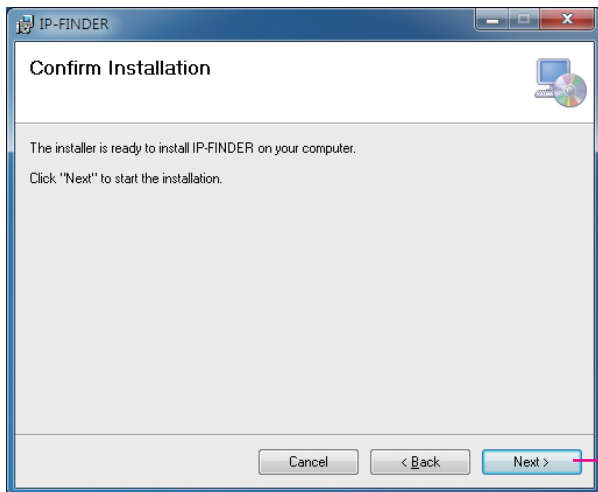 IP-FINDER
Confirm Installation
The installer is ready to install IP-FINDER on your computer.
Click "Next" to start the installation.
Cancel
< Back
Next >